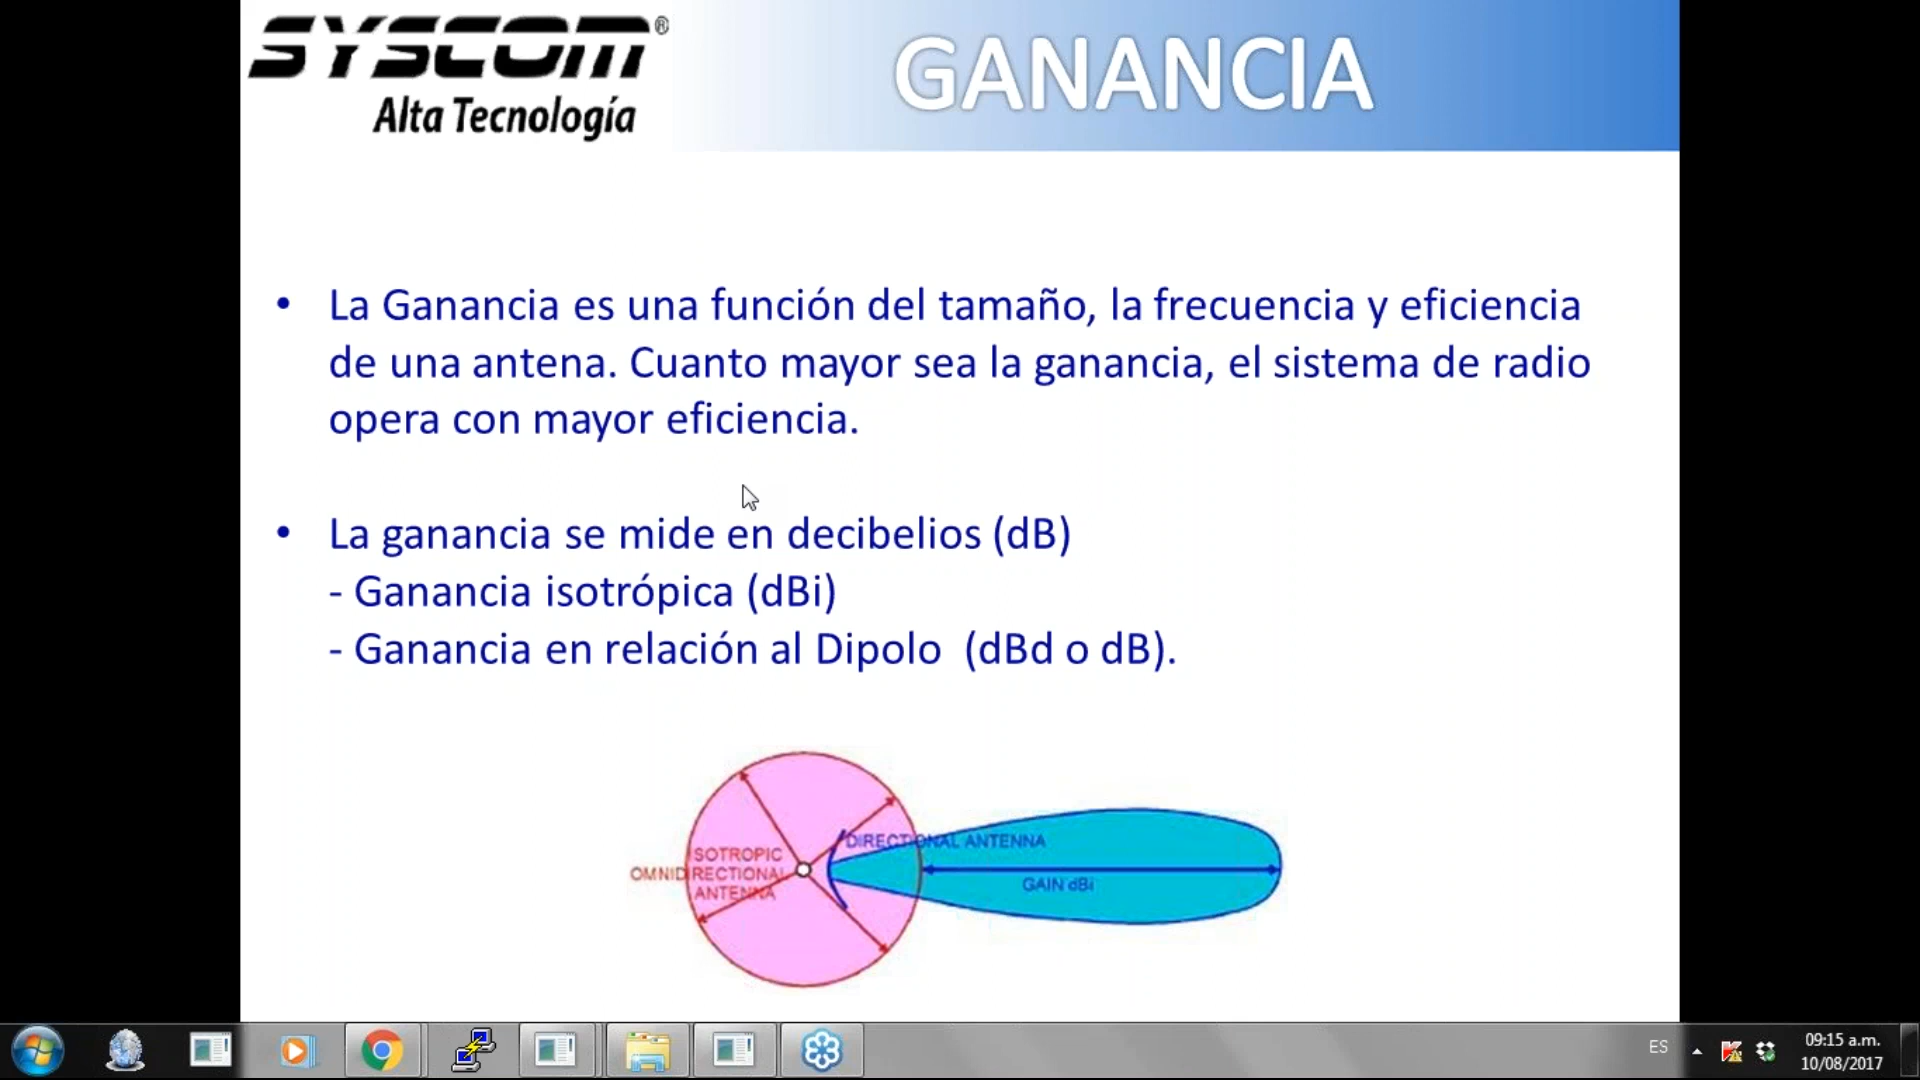 SYSCOM®
Alta Tecnología
GANANCIA
• La Ganancia es una función del tamaño, la frecuencia y eficiencia
de una antena. Cuanto mayor sea la ganancia, el sistema de radio
opera con mayor eficiencia.
• La ganancia se mide en decibelios (dB)
- Ganancia isotrópica (dBi)
- Ganancia en relación al Dipolo (dBd o dB).
DIRECTIONAL ANTENNA
SOTROPIC
OMNIDIRECTIONAL
ANTENNA
GAIN dBi
ES
09:15 a.m.
10/08/2017